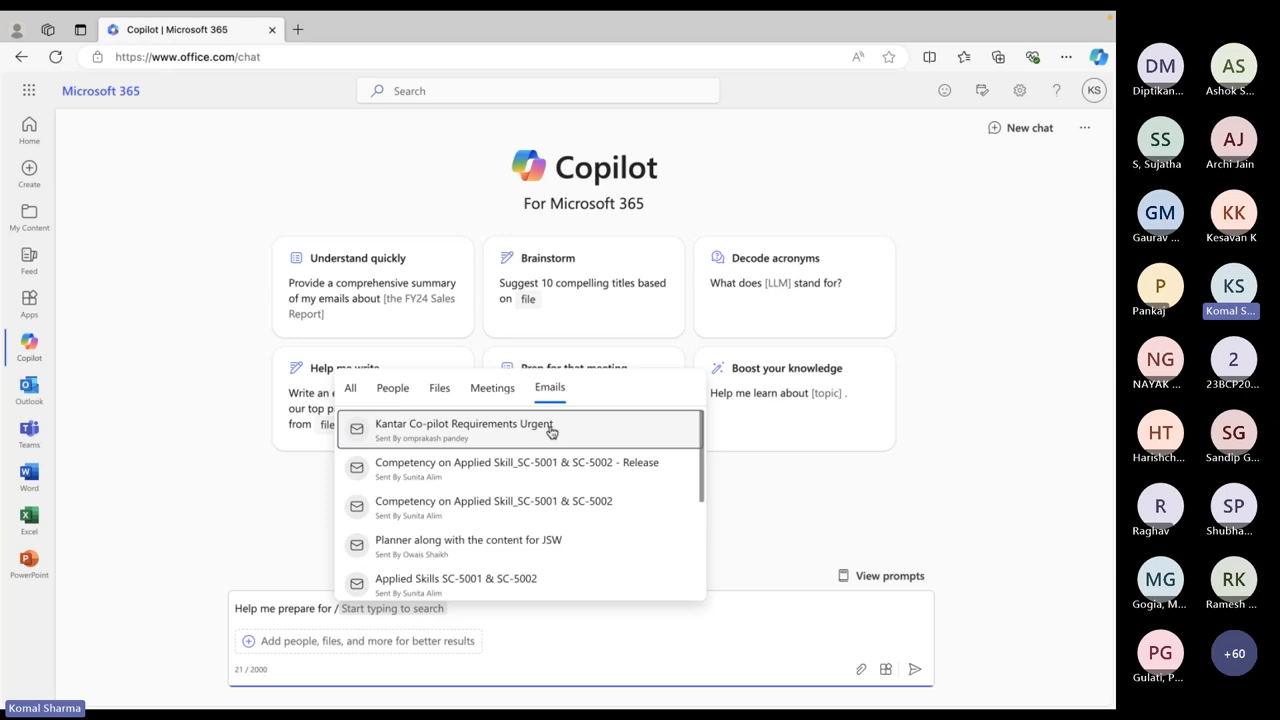 Copilot | Microsoft 365
https://www.office.com/chat
Microsoft 365
Search
KS
New chat
Home
Create
My Content
Feed
Apps
Copilot
Outlook
Teams
Word
Excel
PowerPoint
Copilot
For Microsoft 365
Understand quickly
Provide a comprehensive summary
of my emails about [the FY24 Sales
Report]
Brainstorm
Suggest 10 compelling titles based
on file
Decode acronyms
What does [LLM] stand for?
Help me write
Write an e
our top p
from file
Prep for that meeting
Boost your knowledge
Help me learn about [topic] .
All People Files Meetings Emails
Kantar Co-pilot Requirements Urgent
Sent By omprakash pandey
Competency on Applied Skill_SC-5001 & SC-5002 - Release
Sent By Sunita Alim
Competency on Applied Skill_SC-5001 & SC-5002
Sent By Sunita Alim
Planner along with the content for JSW
Sent By Owais Shaikh
Applied Skills SC-5001 & SC-5002
Sent By Sunita Alim
View prompts
Help me prepare for / Start typing to search
Add people, files, and more for better results
21 / 2000
Komal Sharma
DM
Diptikan...
AS
Ashok S...
SS
S, Sujatha
AJ
Archi Jain
GM
Gaurav ...
KK
Kesavan K
P
Pankaj
KS
Komal S...
NG
NAYAK ...
2
23BCP20...
HT
Harishch...
SG
Sandip G...
R
Raghav
SP
Shubha...
MG
Gogia, M...
RK
Ramesh ...
PG
Gulati, P...
+60